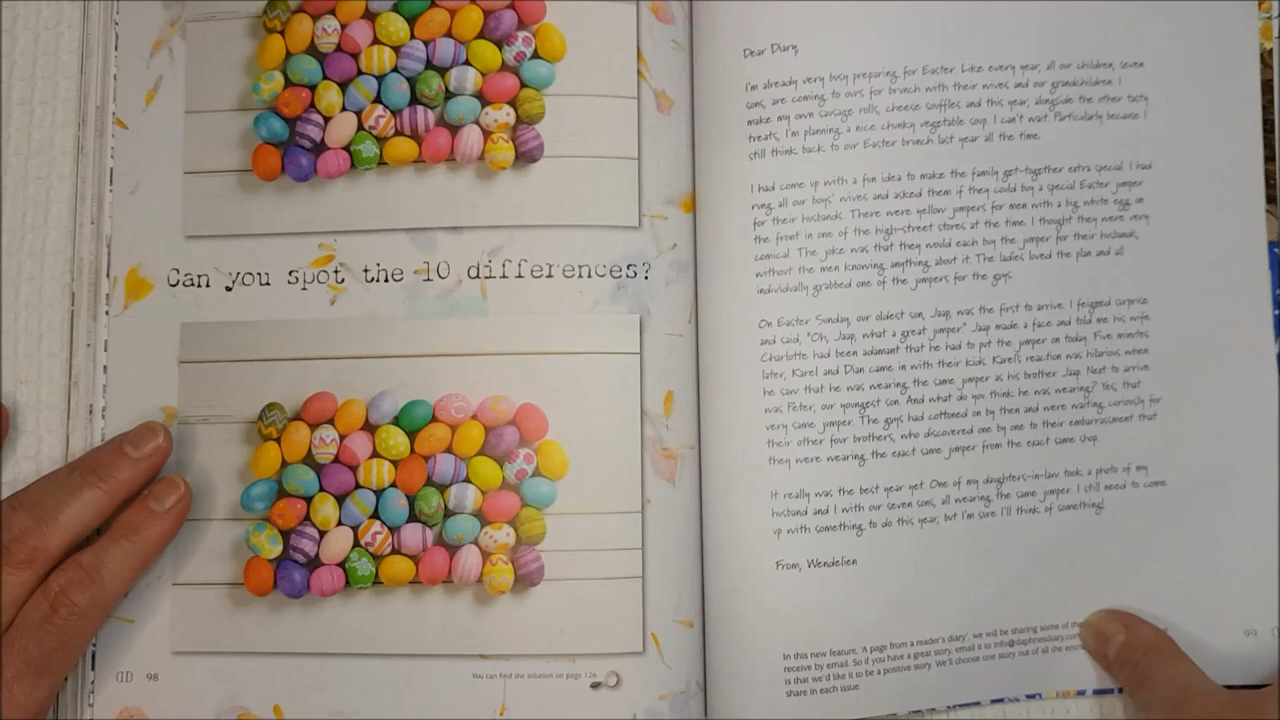 Can you spot the 10 differences?
DD 98
You can find the solution on page 126
Dear Diary,
I'm already very busy preparing for Easter. Like every year, all our children, seven
sons, are coming to ours for brunch with their wives and our grandchildren. I
make my own sausage rolls, cheese souffles and this year, alongside the other tasty
treats, I'm planning a nice chunky vegetable soup. I can't wait. Particularly because I
still think back to our Easter brunch last year all the time.
I had come up with a fun idea to make the family get-together extra special. I had
rung all our boys' wives and asked them if they could buy a special Easter jumper
for their husbands. There were yellow jumpers for men with a big white egg on
the front in one of the high-street stores at the time. I thought they were very
comical. The joke was that they would each buy the jumper for their husbands,
without the men knowing anything about it. The ladies loved the plan and all
individually grabbed one of the jumpers for the guys.
On Easter Sunday, our oldest son, Jaap, was the first to arrive. I feigned surprise
and said, "Oh, Jaap, what a great jumper." Jaap made a face and told me his wife
Charlotte had been adamant that he had to put the jumper on today. Five minutes
later, Karel and Dian came in with their kids. Karel's reaction was hilarious when
he saw that he was wearing the same jumper as his brother Jaap. Next to arrive
was Peter, our youngest son. And what do you think he was wearing? Yes, that
very same jumper. The guys had cottoned on by then and were waiting curiously for
their other four brothers, who discovered one by one to their embarrassment that
they were wearing the exact same jumper from the exact same shop.
It really was the best year yet. One of my daughters-in-law took a photo of my
husband and I with our seven sons, all wearing the same jumper. I still need to come
up with something to do this year, but I'm sure I'll think of something!
From, Wendelien
In this new feature, 'A page from a reader's diary', we will be sharing some of the
receive by email. So if you have a great story, email it to info@daphnesdiary.com
is that we'd like it to be a positive story. We'll choose one story out of all the
share in each issue.
99